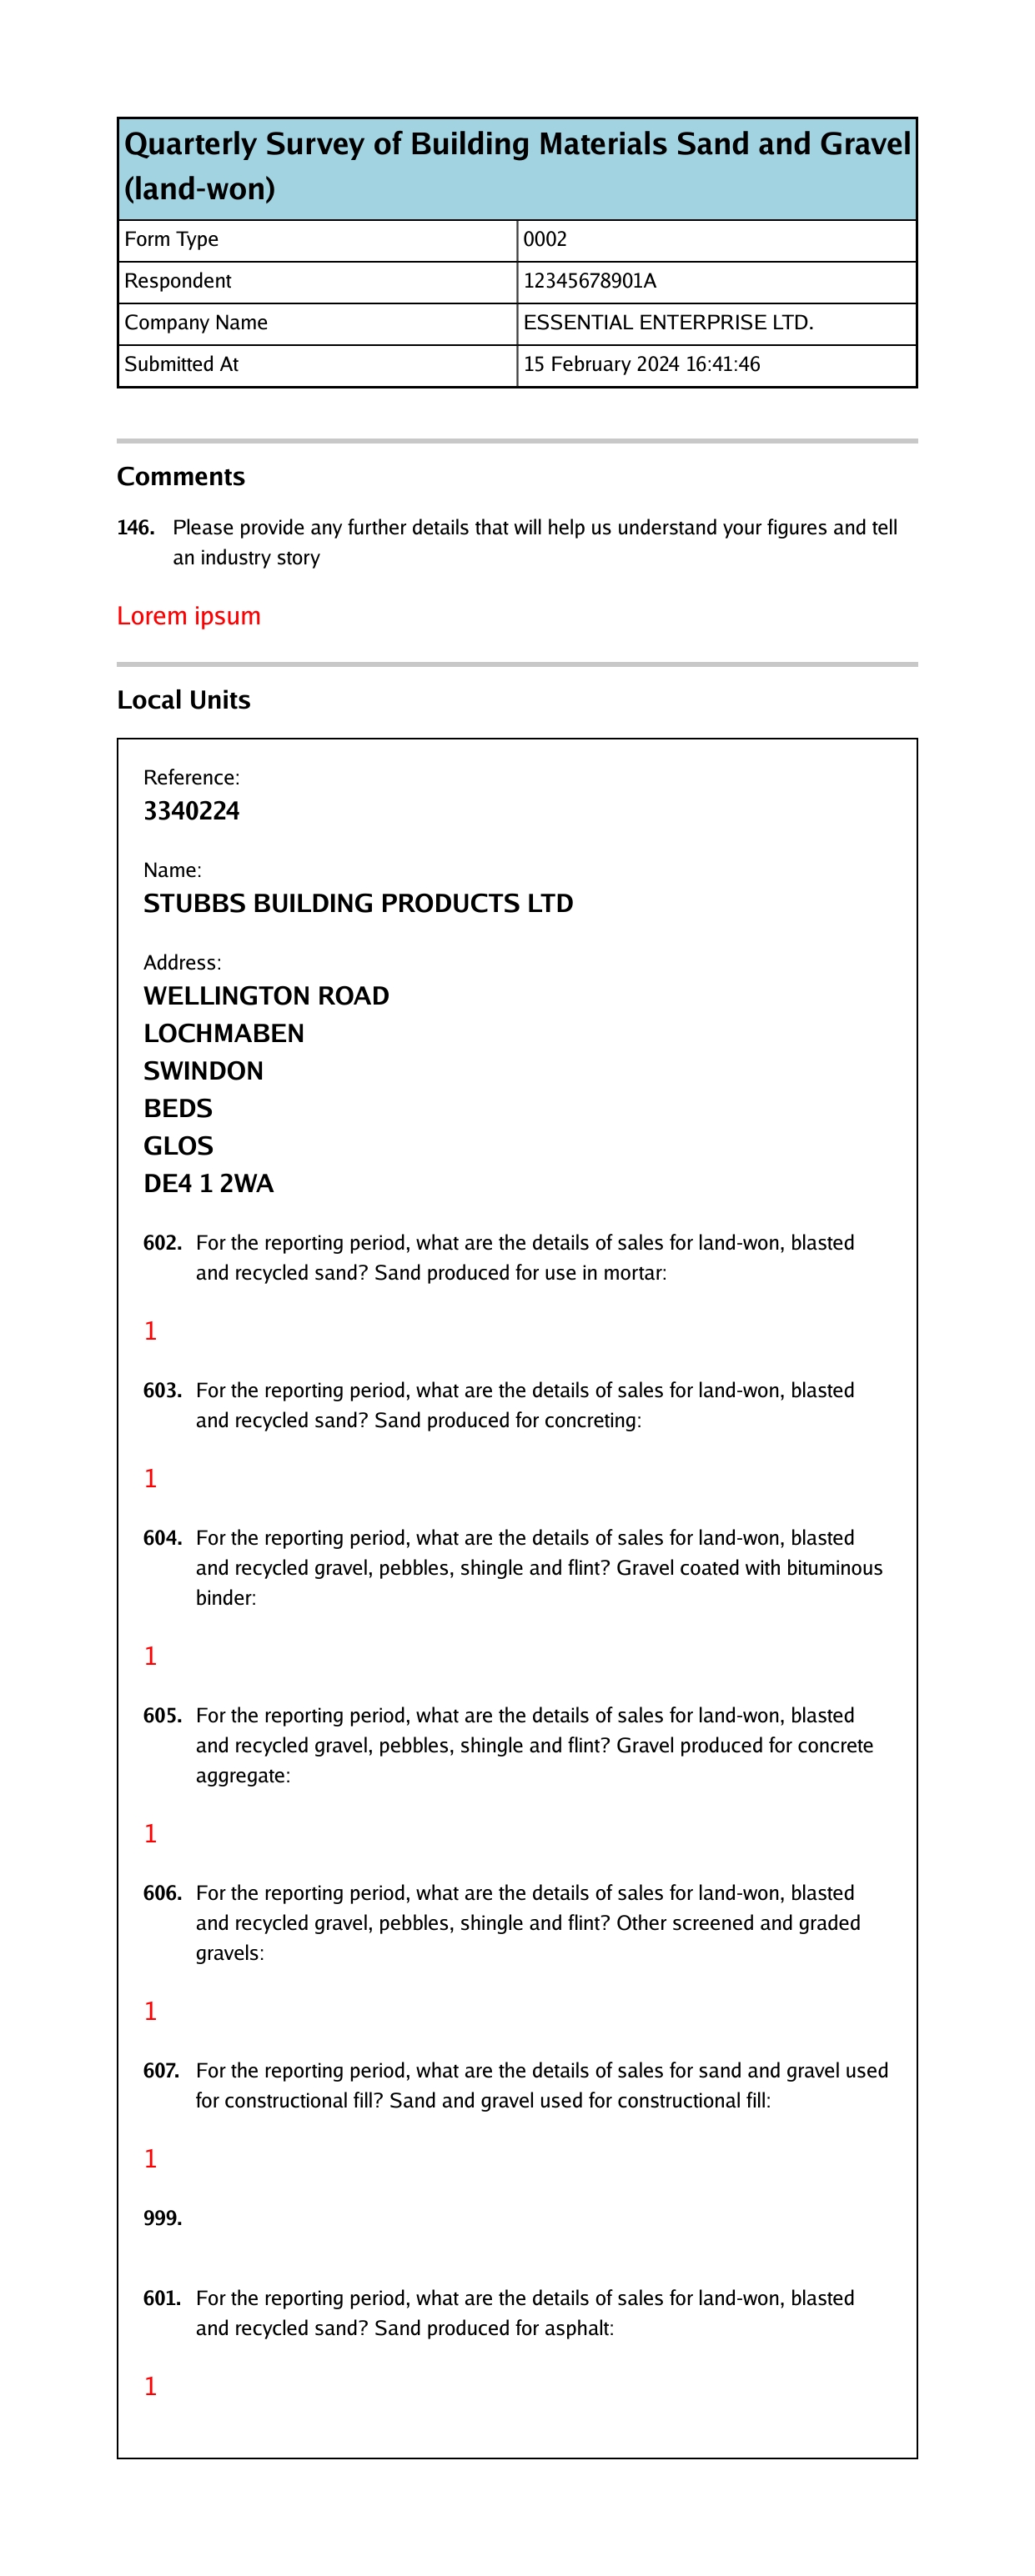 Quarterly Survey of Building Materials Sand and Gravel
(land-won)
Form Type 0002
Respondent 12345678901A
Company Name ESSENTIAL ENTERPRISE LTD.
Submitted At 15 February 2024 16:41:46
Comments
146. Please provide any further details that will help us understand your figures and tell
an industry story
Lorem ipsum
Local Units
Reference:
3340224
Name:
STUBBS BUILDING PRODUCTS LTD
Address:
WELLINGTON ROAD
LOCHMABEN
SWINDON
BEDS
GLOS
DE4 1 2WA
602. For the reporting period, what are the details of sales for land-won, blasted
and recycled sand? Sand produced for use in mortar:
1
603. For the reporting period, what are the details of sales for land-won, blasted
and recycled sand? Sand produced for concreting:
1
604. For the reporting period, what are the details of sales for land-won, blasted
and recycled gravel, pebbles, shingle and flint? Gravel coated with bituminous
binder:
1
605. For the reporting period, what are the details of sales for land-won, blasted
and recycled gravel, pebbles, shingle and flint? Gravel produced for concrete
aggregate:
1
606. For the reporting period, what are the details of sales for land-won, blasted
and recycled gravel, pebbles, shingle and flint? Other screened and graded
gravels:
1
607. For the reporting period, what are the details of sales for sand and gravel used
for constructional fill? Sand and gravel used for constructional fill:
1
999.
601. For the reporting period, what are the details of sales for land-won, blasted
and recycled sand? Sand produced for asphalt:
1